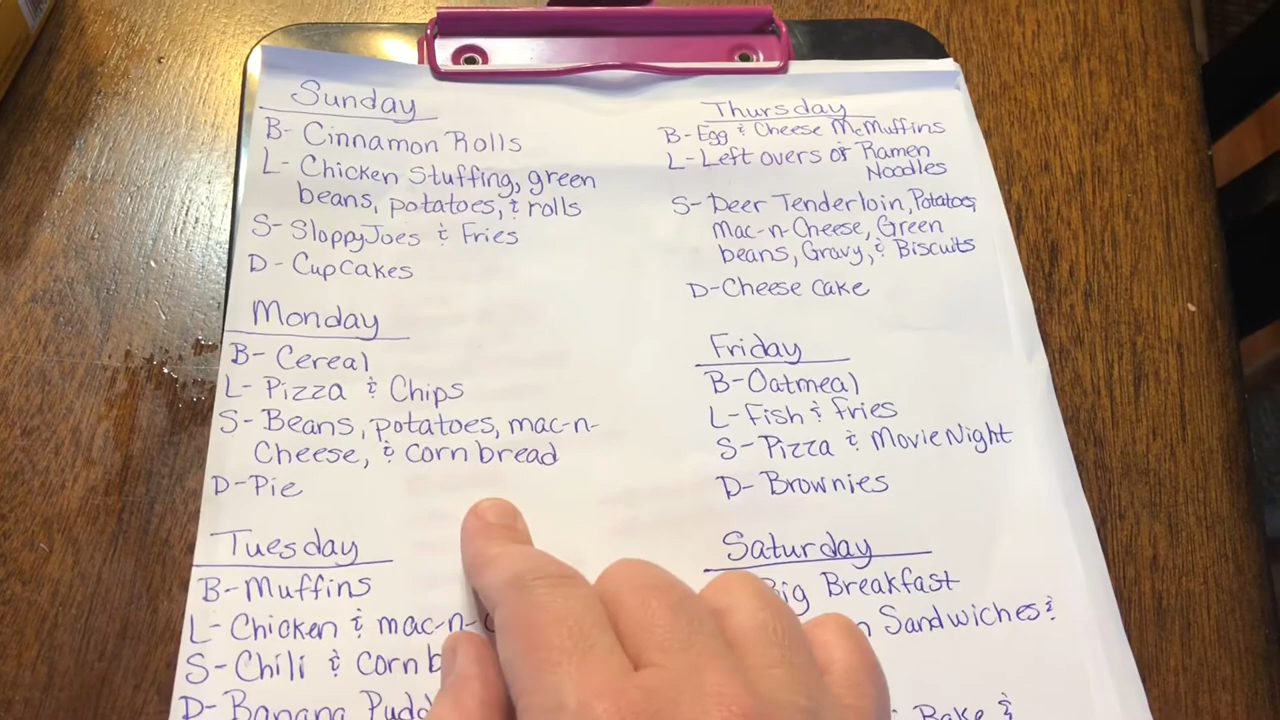 Sunday
B- Cinnamon Rolls
L- Chicken Stuffing, green
beans, potatoes, & rolls
S- Sloppy Joes & Fries
D- Cupcakes
Monday
B- Cereal
L- Pizza & Chips
S- Beans, potatoes, mac-n-
Cheese, & corn bread
D- Pie
Tuesday
B- Muffins
L- Chicken & mac-n-
S- Chili &
D- Banana
Thursday
B- Egg & Cheese McMuffins
L- Left overs or Ramen
Noodles
S- Deer Tenderloin, Potatoes,
Mac-n-Cheese, Green
beans, Gravy, & Biscuits
D- Cheese cake
Friday
B- Oatmeal
L- Fish & fries
S- Pizza & Movie Night
D- Brownies
Saturday
Big Breakfast
Sandwiches &
Bake &